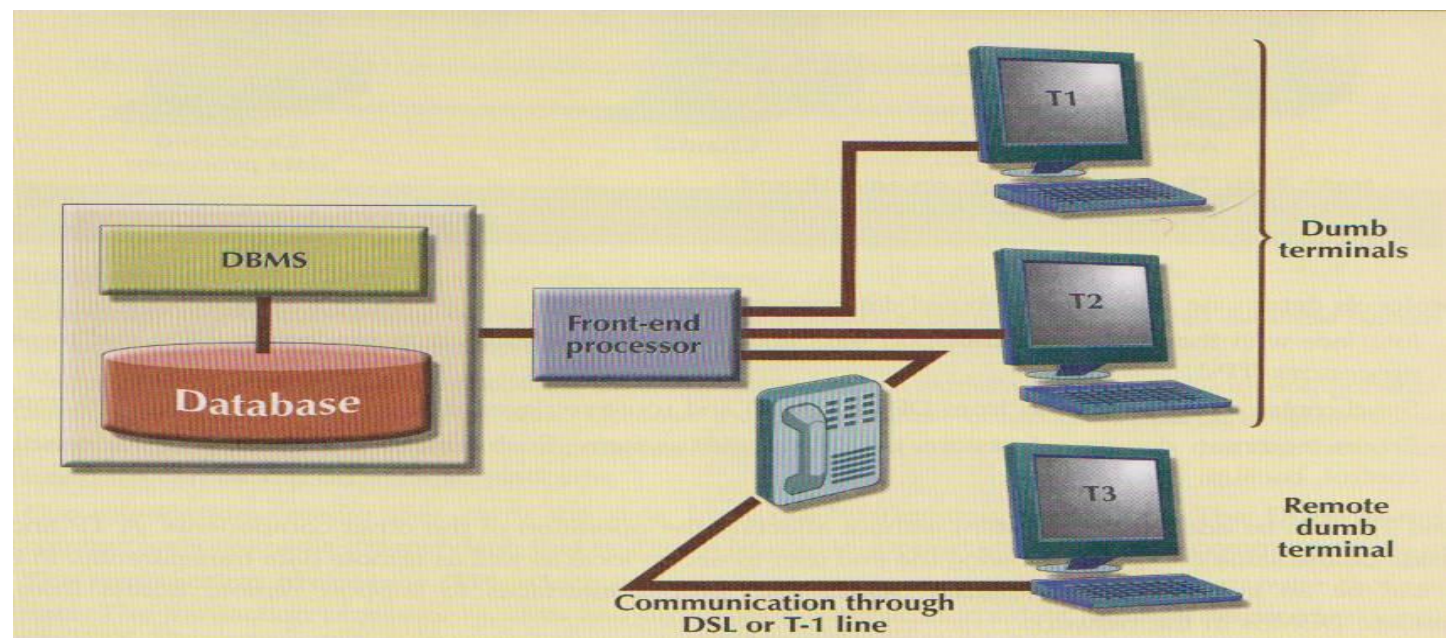 T1
Dumb
terminals
DBMS
Front-end
processor
T2
Database
T3
Remote
dumb
terminal
Communication through
DSL or T-1 line